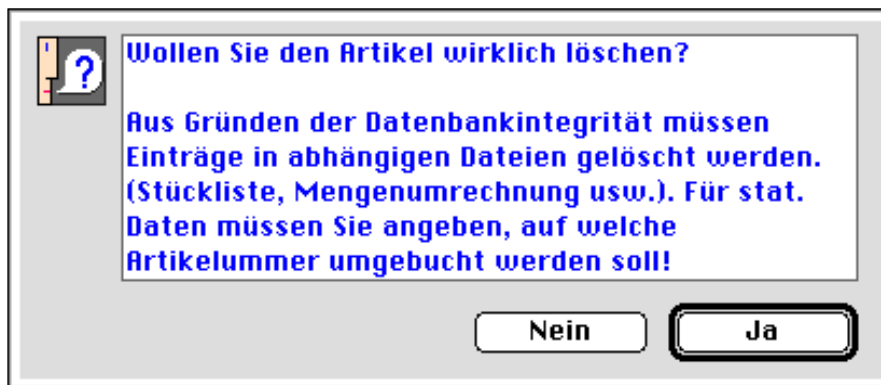 Wollen Sie den Artikel wirklich löschen?
Aus Gründen der Datenbankintegrität müssen
Einträge in abhängigen Dateien gelöscht werden.
(Stückliste, Mengenumrechnung usw.). Für stat.
Daten müssen Sie angeben, auf welche
Artikelummer umgebucht werden soll!
Nein Ja